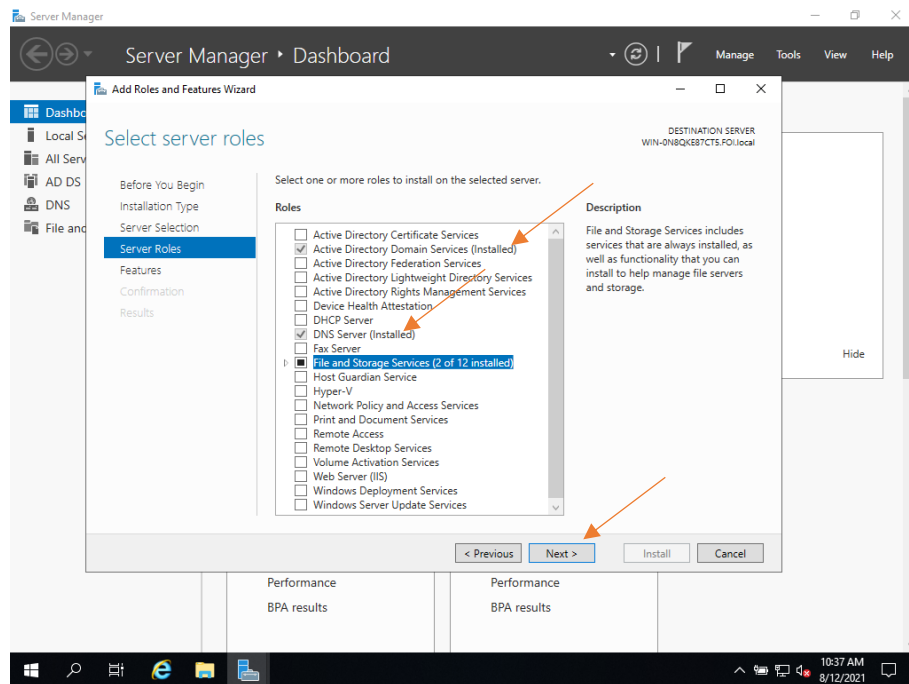 Server Manager
Server Manager • Dashboard
Manage Tools View Help
Add Roles and Features Wizard
Dashbo
Local Se
All Serv
AD DS
DNS
File and
Select server roles
DESTINATION SERVER
WIN-0N8QKE87CTS.FOI.local
Before You Begin
Installation Type
Server Selection
Server Roles
Features
Confirmation
Results
Select one or more roles to install on the selected server.
Roles
Active Directory Certificate Services
Active Directory Domain Services (Installed)
Active Directory Federation Services
Active Directory Lightweight Directory Services
Active Directory Rights Management Services
Device Health Attestation
DHCP Server
DNS Server (Installed)
Fax Server
File and Storage Services (2 of 12 installed)
Host Guardian Service
Hyper-V
Network Policy and Access Services
Print and Document Services
Remote Access
Remote Desktop Services
Volume Activation Services
Web Server (IIS)
Windows Deployment Services
Windows Server Update Services
Description
File and Storage Services includes
services that are always installed, as
well as functionality that you can
install to help manage file servers
and storage.
Hide
< Previous
Next >
Install
Cancel
Performance
BPA results
Performance
BPA results
10:37 AM
8/12/2021